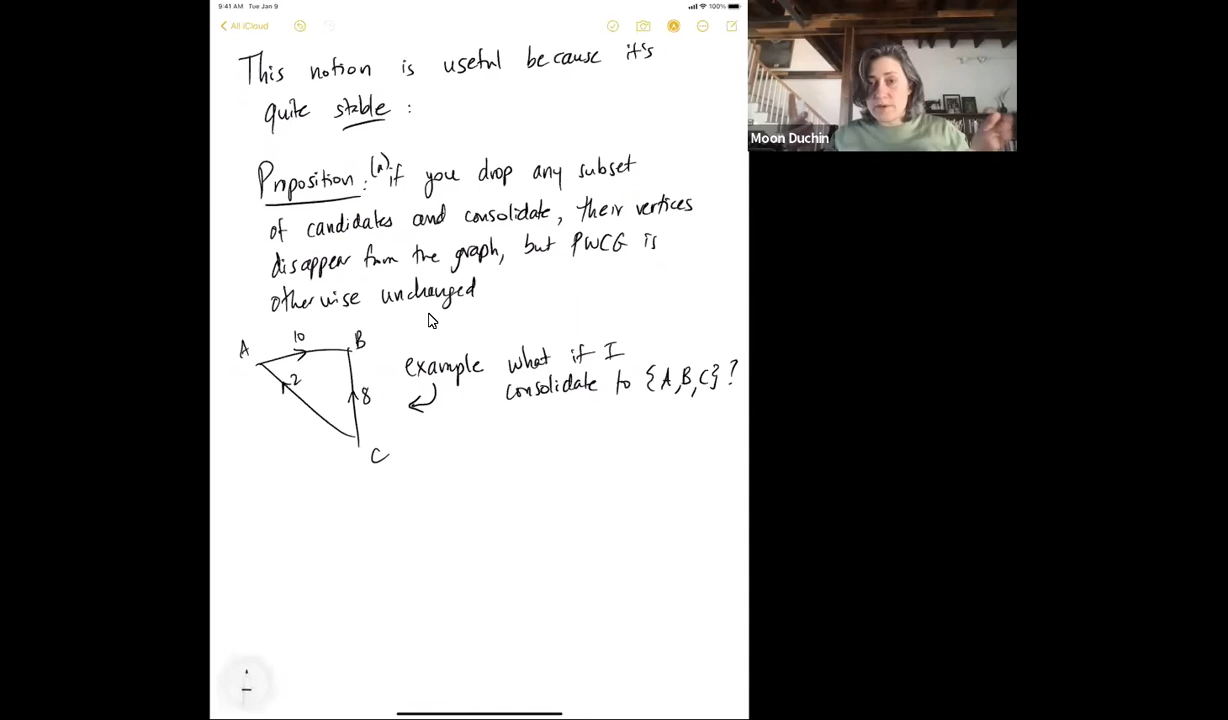 9:41 AM Tue Jan 9
100%
All iCloud
This notion is useful because it's
quite stable :
Moon Duchin
Proposition : (a) if you drop any subset
of candidates and consolidate, their vertices
disappear from the graph, but PWCG is
otherwise unchanged
A 10 B
2
8
C
example what if I
consolidate to {A,B,C}?